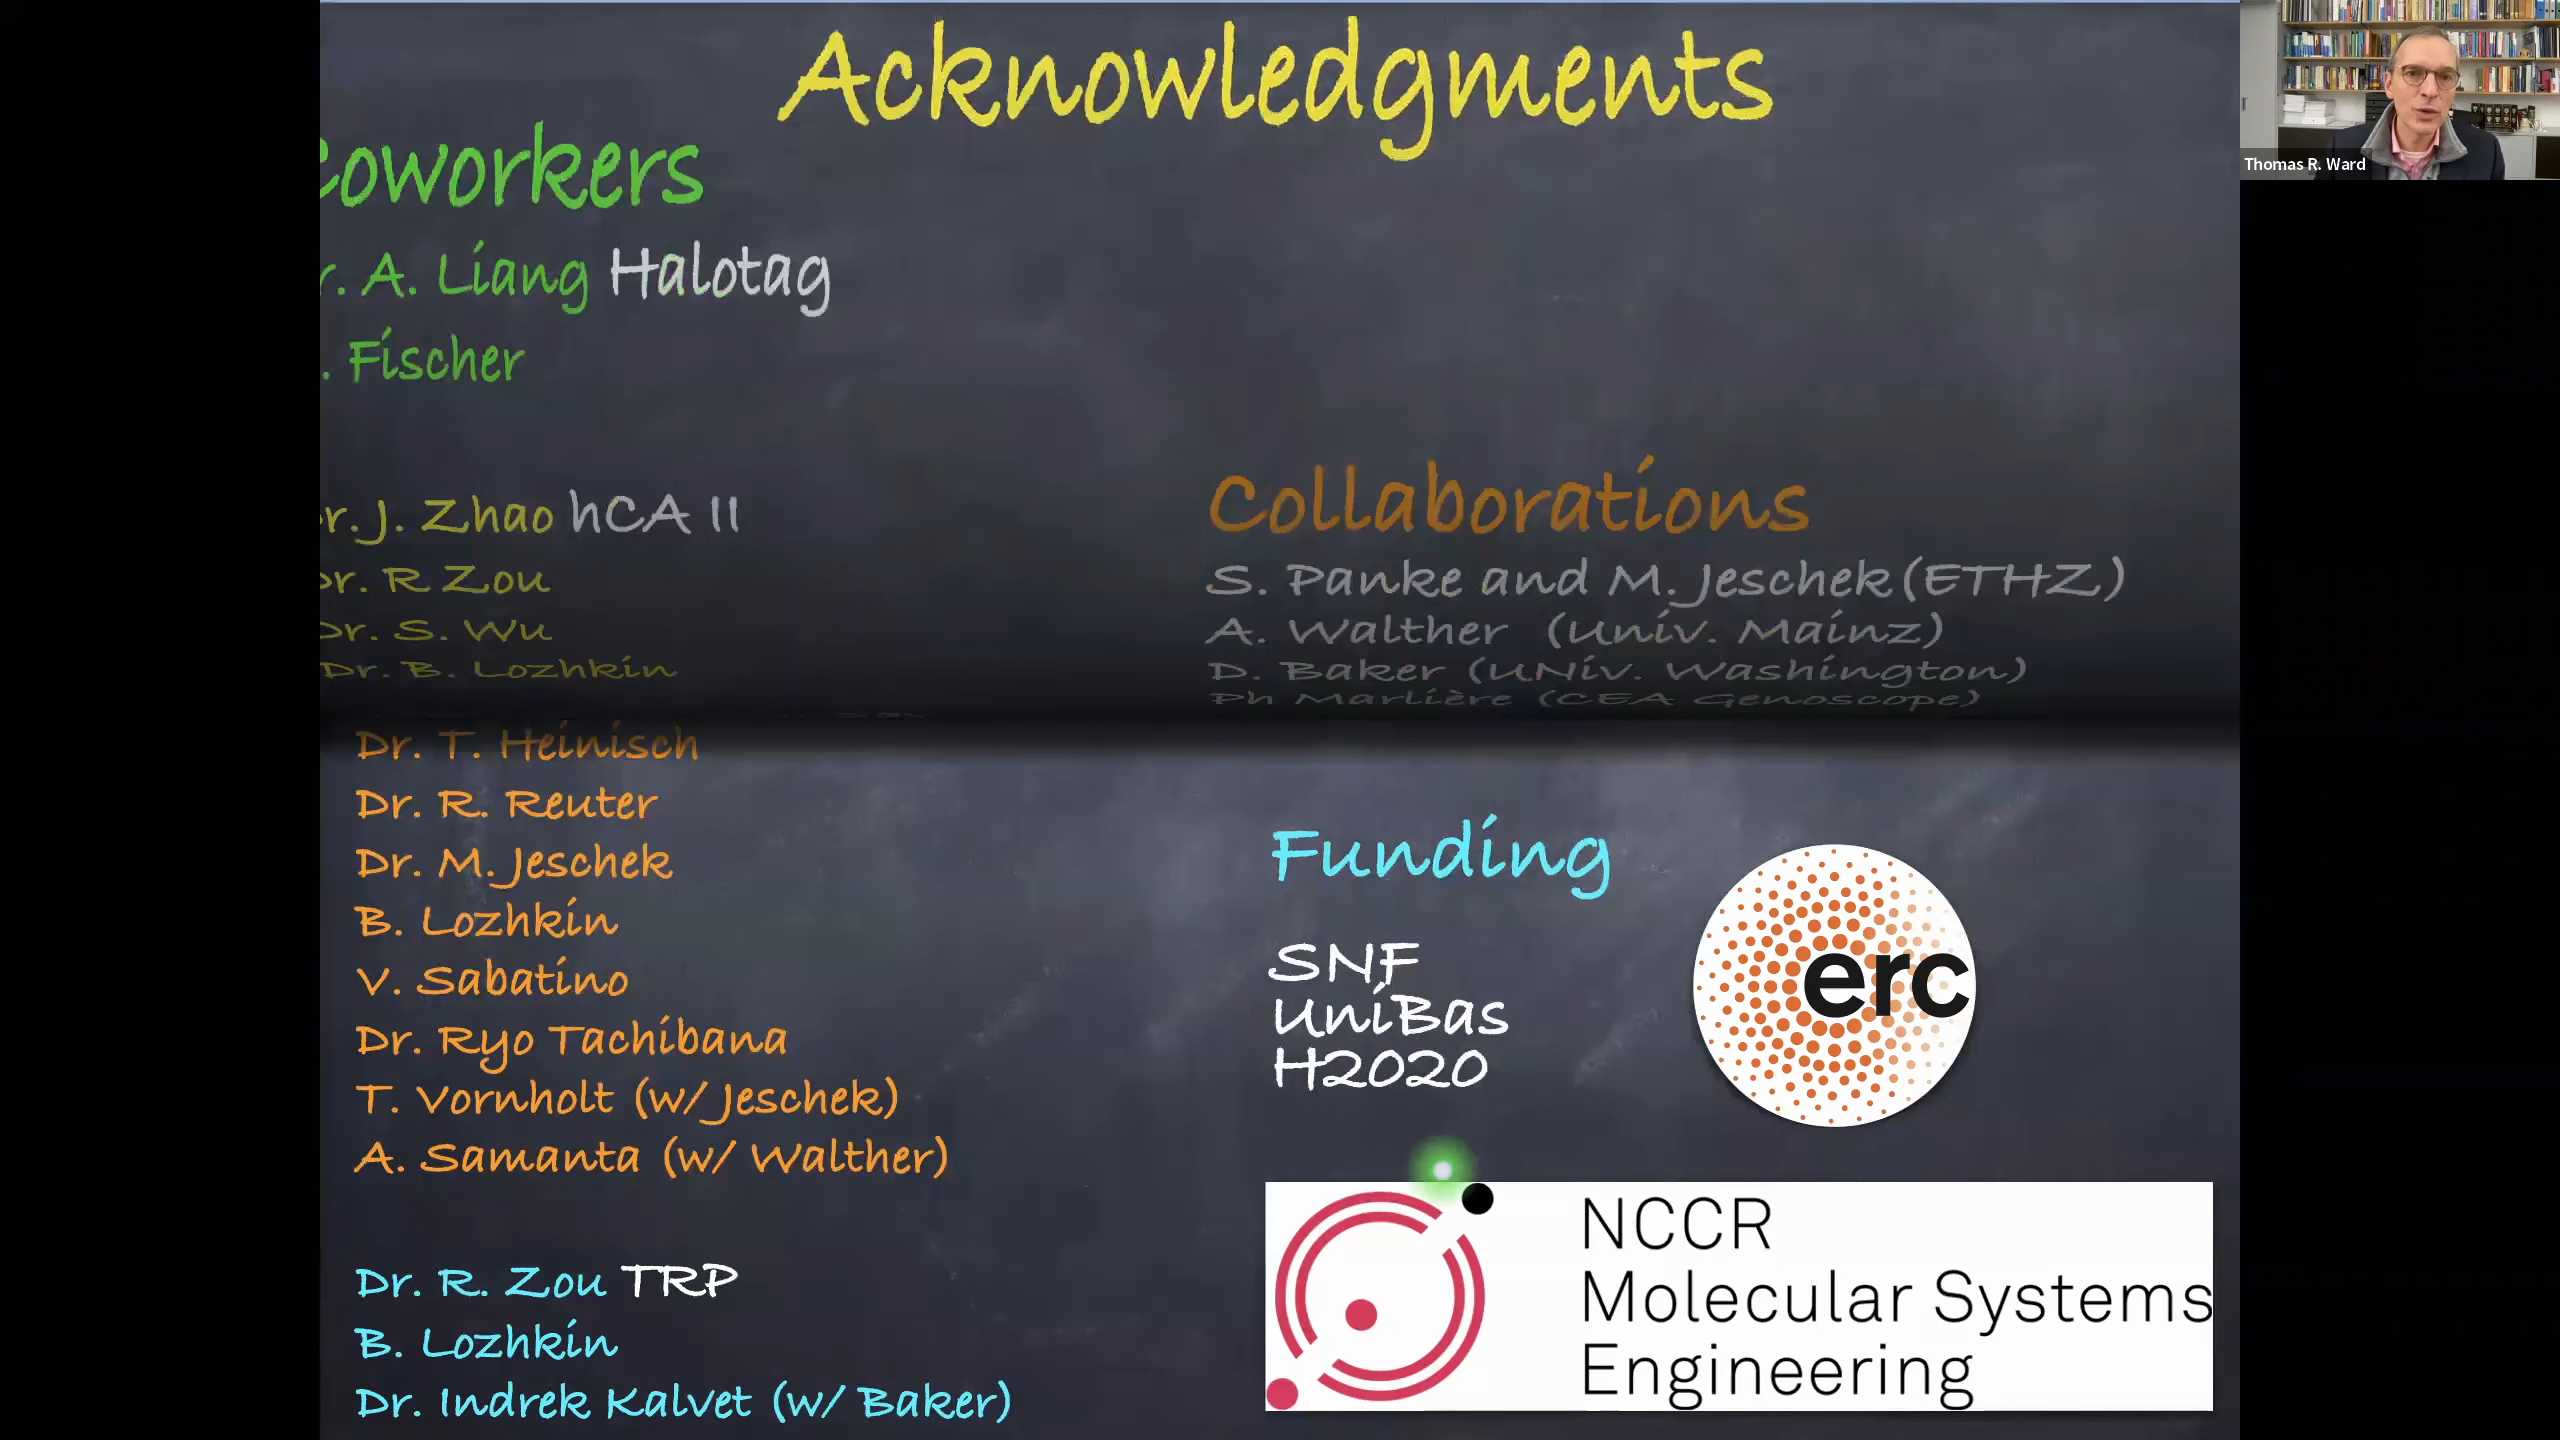 Acknowledgments
Coworkers
r. A. Liang Halotag
. Fischer
Dr. J. Zhao hCA II
Dr. R Zou
Dr. S. Wu
Dr. B. Lozhkin
Dr. T. Heinisch
Dr. R. Reuter
Dr. M. Jeschek
B. Lozhkin
V. Sabatino
Dr. Ryo Tachibana
T. Vornholt (w/ Jeschek)
A. Samanta (w/ Walther)
Dr. R. Zou TRP
B. Lozhkin
Dr. Indrek Kalvet (w/ Baker)
Collaborations
S. Panke and M. Jeschek (ETHZ)
A. Walther (Univ. Mainz)
D. Baker (UNiv. Washington)
Ph Marlière (CEA Genoscope)
Funding
SNF
UniBas
H2020
erc
NCCR
Molecular Systems
Engineering
Thomas R. Ward